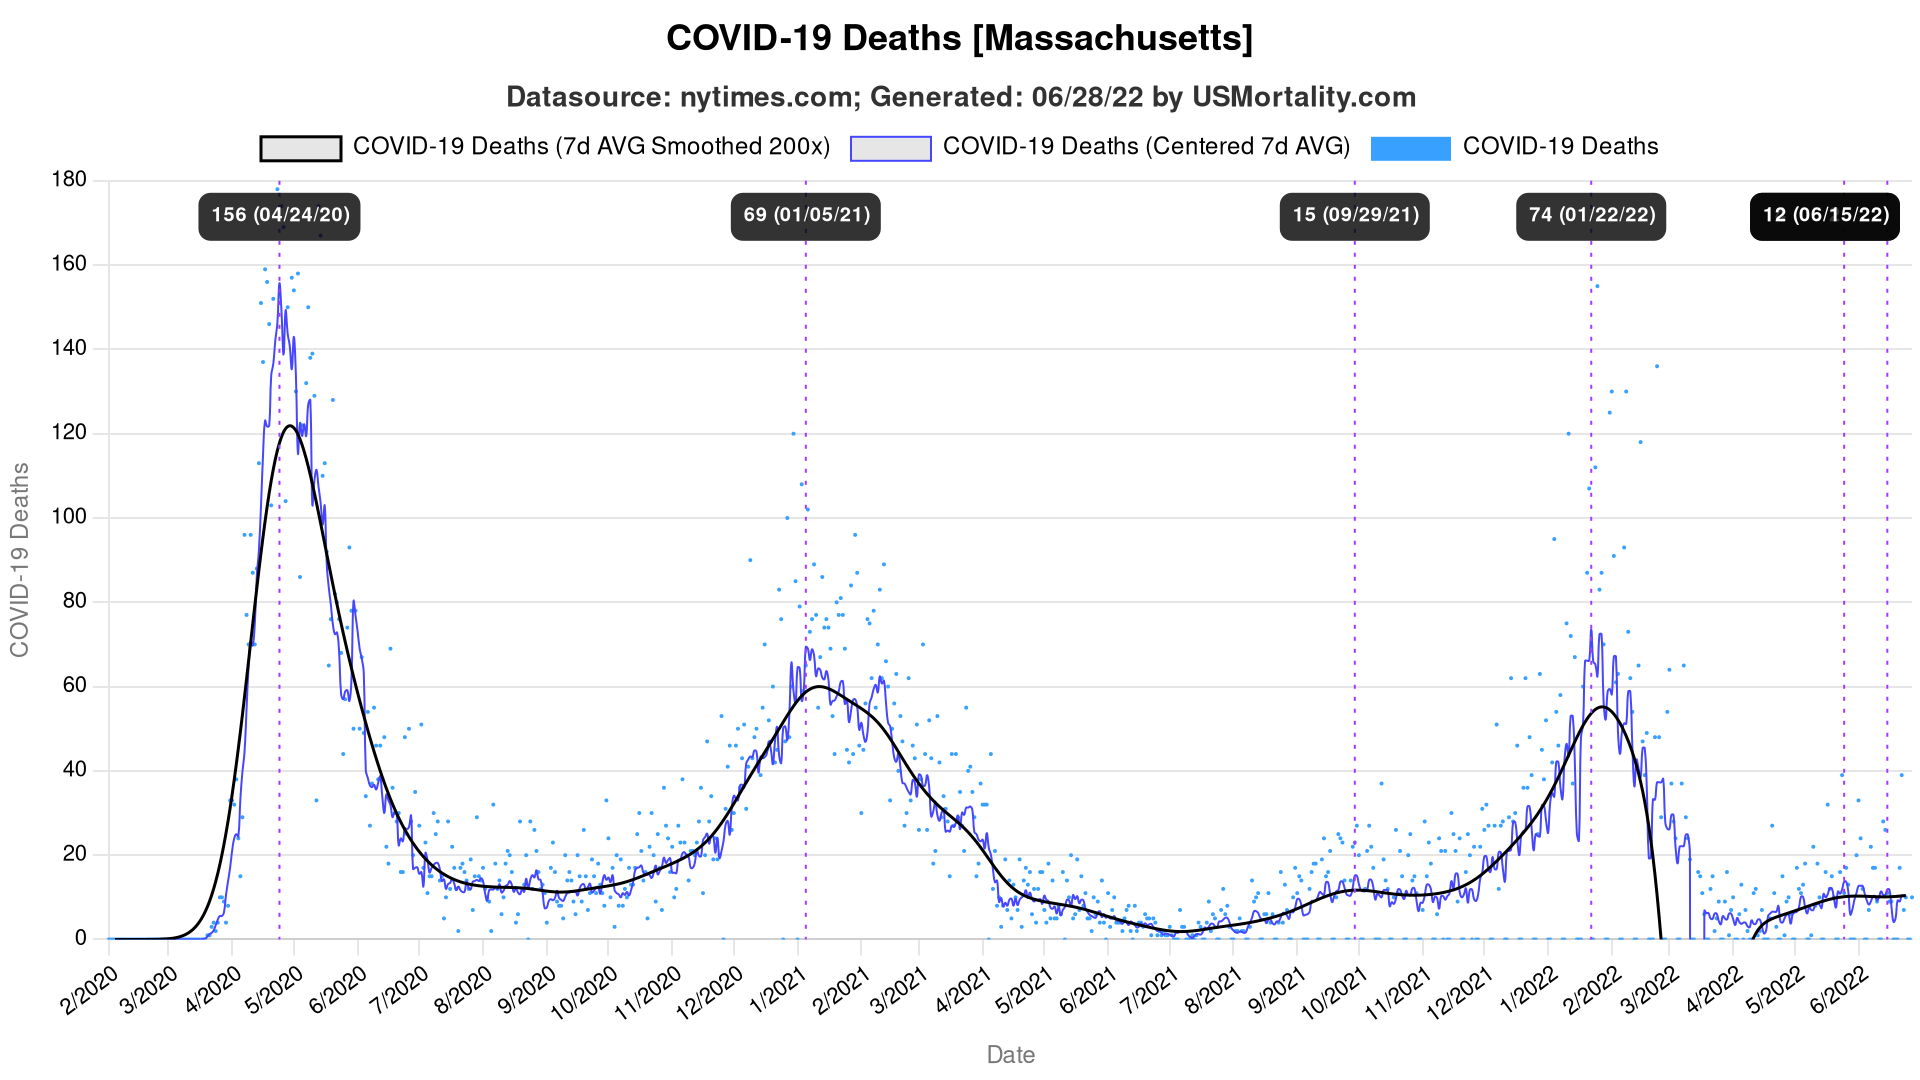 COVID-19 Deaths [Massachusetts]
Datasource: nytimes.com; Generated: 06/28/22 by USMortality.com
COVID-19 Deaths (7d AVG Smoothed 200x) COVID-19 Deaths (Centered 7d AVG) COVID-19 Deaths
156 (04/24/20) 69 (01/05/21) 15 (09/29/21) 74 (01/22/22) 12 (06/15/22)
180
160
140
120
100
80
60
40
20
0
COVID-19 Deaths
2/2020 3/2020 4/2020 5/2020 6/2020 7/2020 8/2020 9/2020 10/2020 11/2020 12/2020 1/2021 2/2021 3/2021 4/2021 5/2021 6/2021 7/2021 8/2021 9/2021 10/2021 11/2021 12/2021 1/2022 2/2022 3/2022 4/2022 5/2022 6/2022
Date